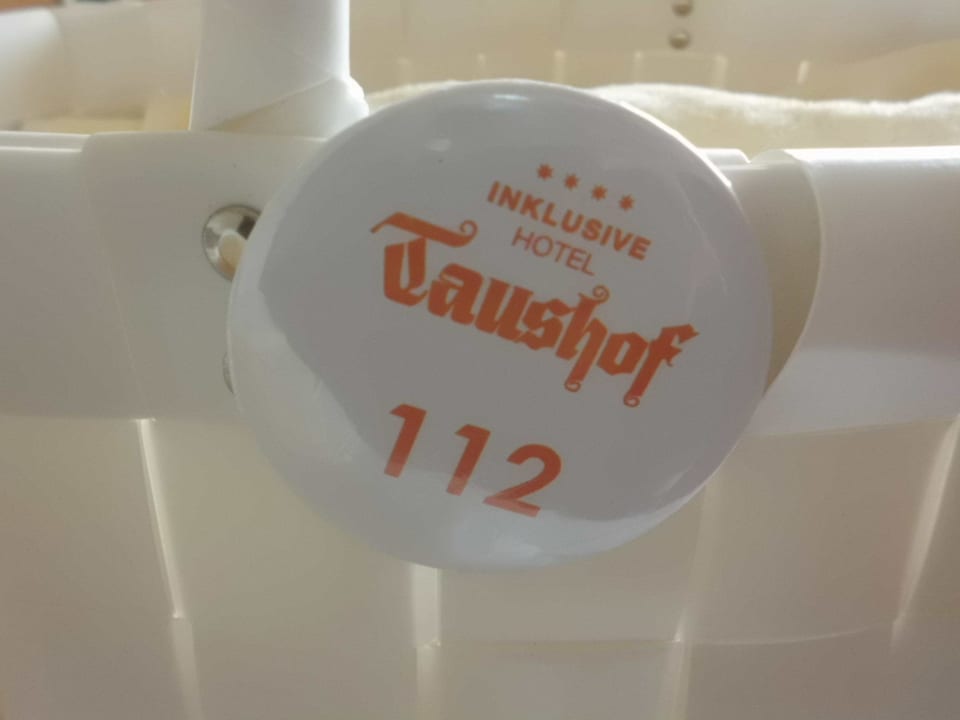 ****
INKLUSIVE
HOTEL
Taushof
112